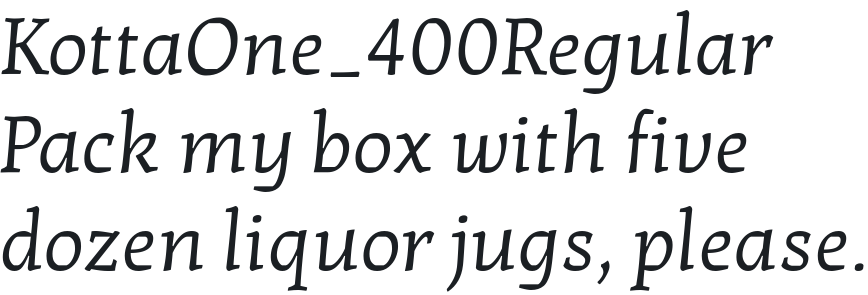 KottaOne_400Regular
Pack my box with five
dozen liquor jugs, please.